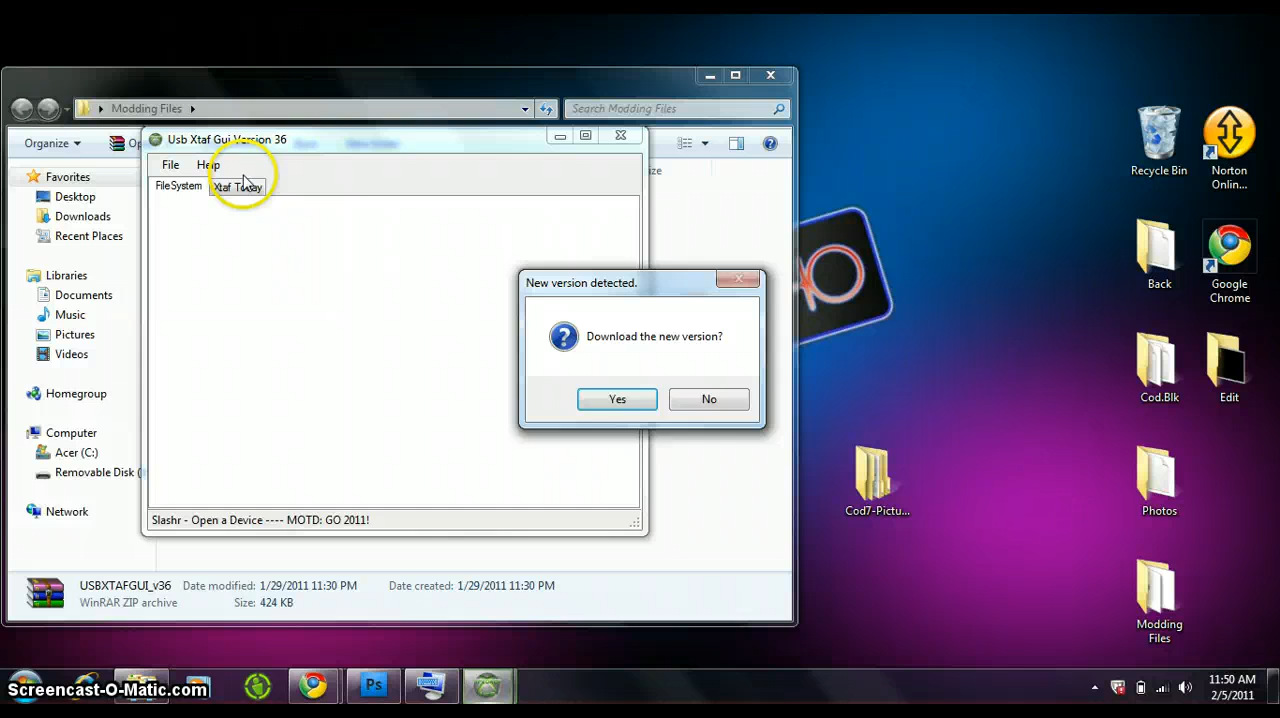 Modding Files
Search Modding Files
Organize
Op
Usb Xtaf Gui Version 36
File
Help
FileSystem
Xtaf Today
Favorites
Desktop
Downloads
Recent Places
Libraries
Documents
Music
Pictures
Videos
Homegroup
Computer
Acer (C:)
Removable Disk (
Network
New version detected.
Download the new version?
Yes
No
Slashr - Open a Device ---- MOTD: GO 2011!
USBXTAFGUI_v36
Date modified: 1/29/2011 11:30 PM
Date created: 1/29/2011 11:30 PM
WinRAR ZIP archive
Size: 424 KB
Recycle Bin
Norton
Onlin...
Back
Google
Chrome
Cod.Blk
Edit
Cod7-Pictu...
Photos
Modding
Files
Ps
Screencast-O-Matic.com
11:50 AM
2/5/2011